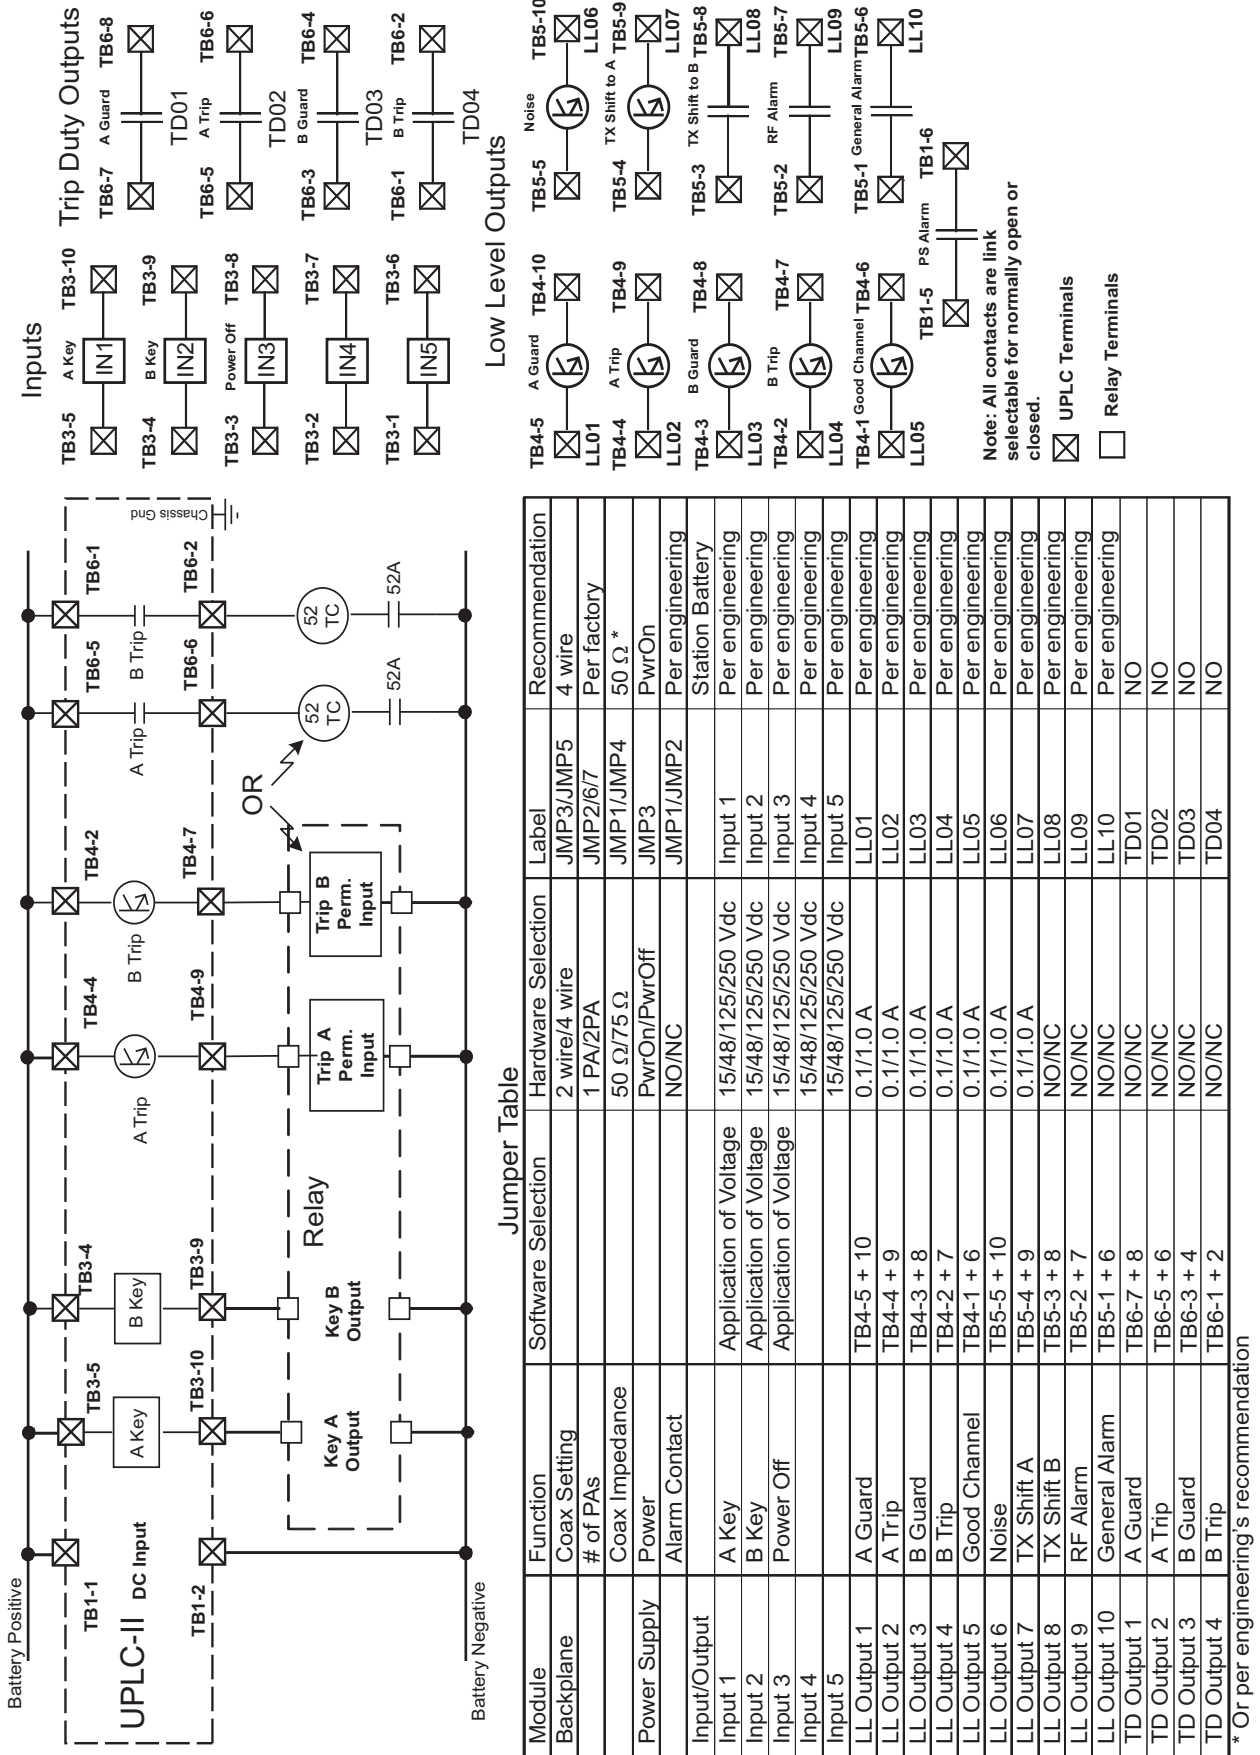 Battery Positive
UPLC-II
DC Input
TB1-1
TB1-2
TB3-5
A Key
TB3-10
TB3-4
B Key
TB3-9
TB4-4
A Trip
TB4-9
TB4-2
B Trip
TB4-7
TB6-5
A Trip
TB6-6
TB6-1
B Trip
TB6-2
Chassis Gnd
Key A
Output
Key B
Output
Relay
Trip A
Perm.
Input
Trip B
Perm.
Input
OR
52
TC
52A
52
TC
52A
Battery Negative
Inputs
TB3-5 A Key TB3-10
IN1
TB3-4 B Key TB3-9
IN2
TB3-3 Power Off TB3-8
IN3
TB3-2 TB3-7
IN4
TB3-1 TB3-6
IN5
Trip Duty Outputs
TB6-7 A Guard TB6-8
TD01
TB6-5 A Trip TB6-6
TD02
TB6-3 B Guard TB6-4
TD03
TB6-1 B Trip TB6-2
TD04
Low Level Outputs
TB4-5 A Guard TB4-10
LL01
TB4-4 A Trip TB4-9
LL02
TB4-3 B Guard TB4-8
LL03
TB4-2 B Trip TB4-7
LL04
TB4-1 Good Channel TB4-6
LL05
TB5-5 Noise TB5-10
LL06
TB5-4 TX Shift to A TB5-9
LL07
TB5-3 TX Shift to B TB5-8
LL08
TB5-2 RF Alarm TB5-7
LL09
TB5-1 General Alarm TB5-6
LL10
TB1-5 PS Alarm TB1-6
Note: All contacts are link
selectable for normally open or
closed.
UPLC Terminals
Relay Terminals
Jumper Table
Module Function Software Selection Hardware Selection Label Recommendation
Backplane Coax Setting 2 wire/4 wire JMP3/JMP5 4 wire
# of PAs 1 PA/2PA JMP2/6/7 Per factory
Coax Impedance 50 Ω/75 Ω JMP1/JMP4 50 Ω *
Power Supply Power PwrOn/PwrOff JMP3 PwrOn
Alarm Contact NO/NC JMP1/JMP2 Per engineering
Input/Output Station Battery
Input 1 A Key Application of Voltage 15/48/125/250 Vdc Input 1 Per engineering
Input 2 B Key Application of Voltage 15/48/125/250 Vdc Input 2 Per engineering
Input 3 Power Off Application of Voltage 15/48/125/250 Vdc Input 3 Per engineering
Input 4 15/48/125/250 Vdc Input 4 Per engineering
Input 5 15/48/125/250 Vdc Input 5 Per engineering
LL Output 1 A Guard TB4-5 + 10 0.1/1.0 A LL01 Per engineering
LL Output 2 A Trip TB4-4 + 9 0.1/1.0 A LL02 Per engineering
LL Output 3 B Guard TB4-3 + 8 0.1/1.0 A LL03 Per engineering
LL Output 4 B Trip TB4-2 + 7 0.1/1.0 A LL04 Per engineering
LL Output 5 Good Channel TB4-1 + 6 0.1/1.0 A LL05 Per engineering
LL Output 6 Noise TB5-5 + 10 0.1/1.0 A LL06 Per engineering
LL Output 7 TX Shift A TB5-4 + 9 0.1/1.0 A LL07 Per engineering
LL Output 8 TX Shift B TB5-3 + 8 NO/NC LL08 Per engineering
LL Output 9 RF Alarm TB5-2 + 7 NO/NC LL09 Per engineering
LL Output 10 General Alarm TB5-1 + 6 NO/NC LL10 Per engineering
TD Output 1 A Guard TB6-7 + 8 NO/NC TD01 NO
TD Output 2 A Trip TB6-5 + 6 NO/NC TD02 NO
TD Output 3 B Guard TB6-3 + 4 NO/NC TD03 NO
TD Output 4 B Trip TB6-1 + 2 NO/NC TD04 NO
* Or per engineering's recommendation